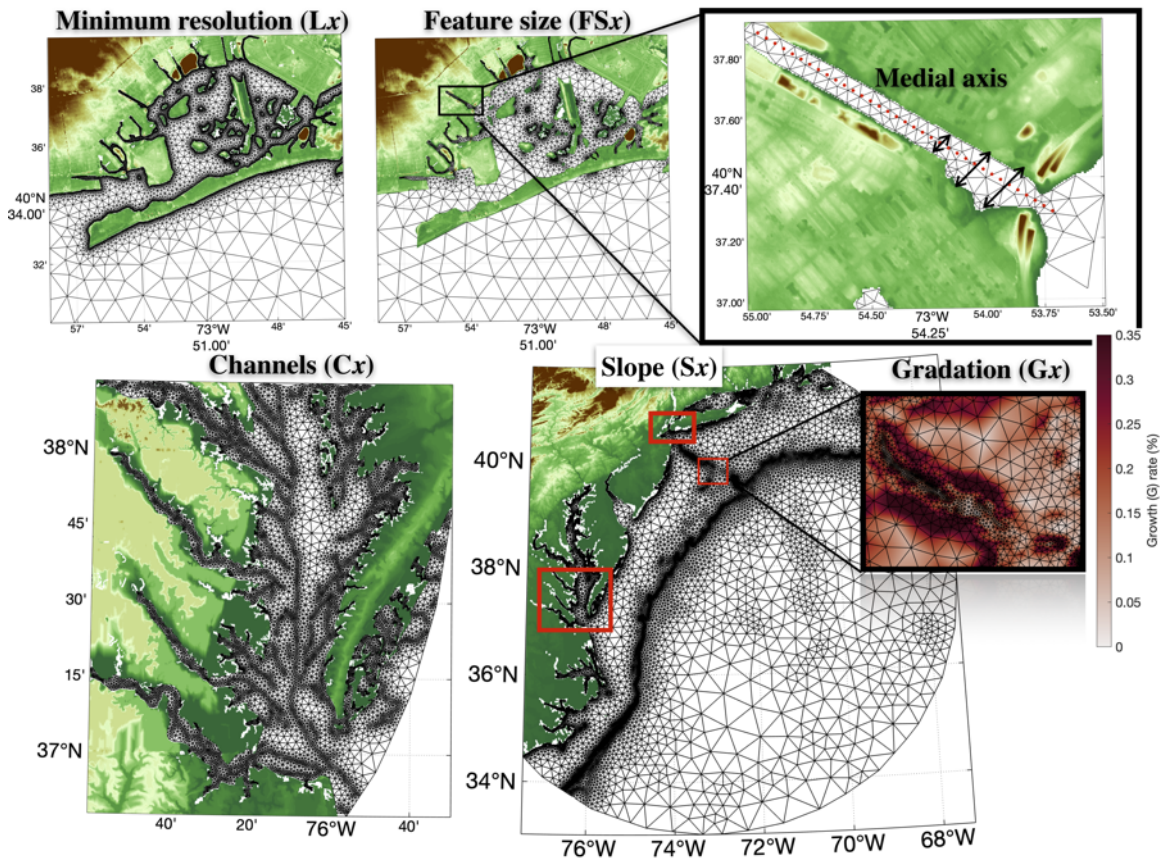 Minimum resolution (Lx)
38'
36'
40°N
34.00'
32'
57'
54'
73°W
51.00'
48'
45'
Feature size (FSx)
57'
54'
73°W
51.00'
48'
45'
Medial axis
37.80'
37.60'
40°N
37.40'
37.20'
37.00'
55.00'
54.75'
54.50'
73°W
54.25'
54.00'
53.75'
53.50'
Channels (Cx)
38°N
45'
30'
15'
37°N
40'
20'
76°W
40'
Slope (Sx)
40°N
38°N
36°N
34°N
76°W
74°W
72°W
70°W
68°W
Gradation (Gx)
0.35
0.3
0.25
0.2
0.15
0.1
0.05
0
Growth (G) rate (%)